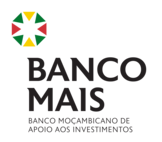 BANCO
MAIS
BANCO MOÇAMBICANO DE
APOIO AOS INVESTIMENTOS